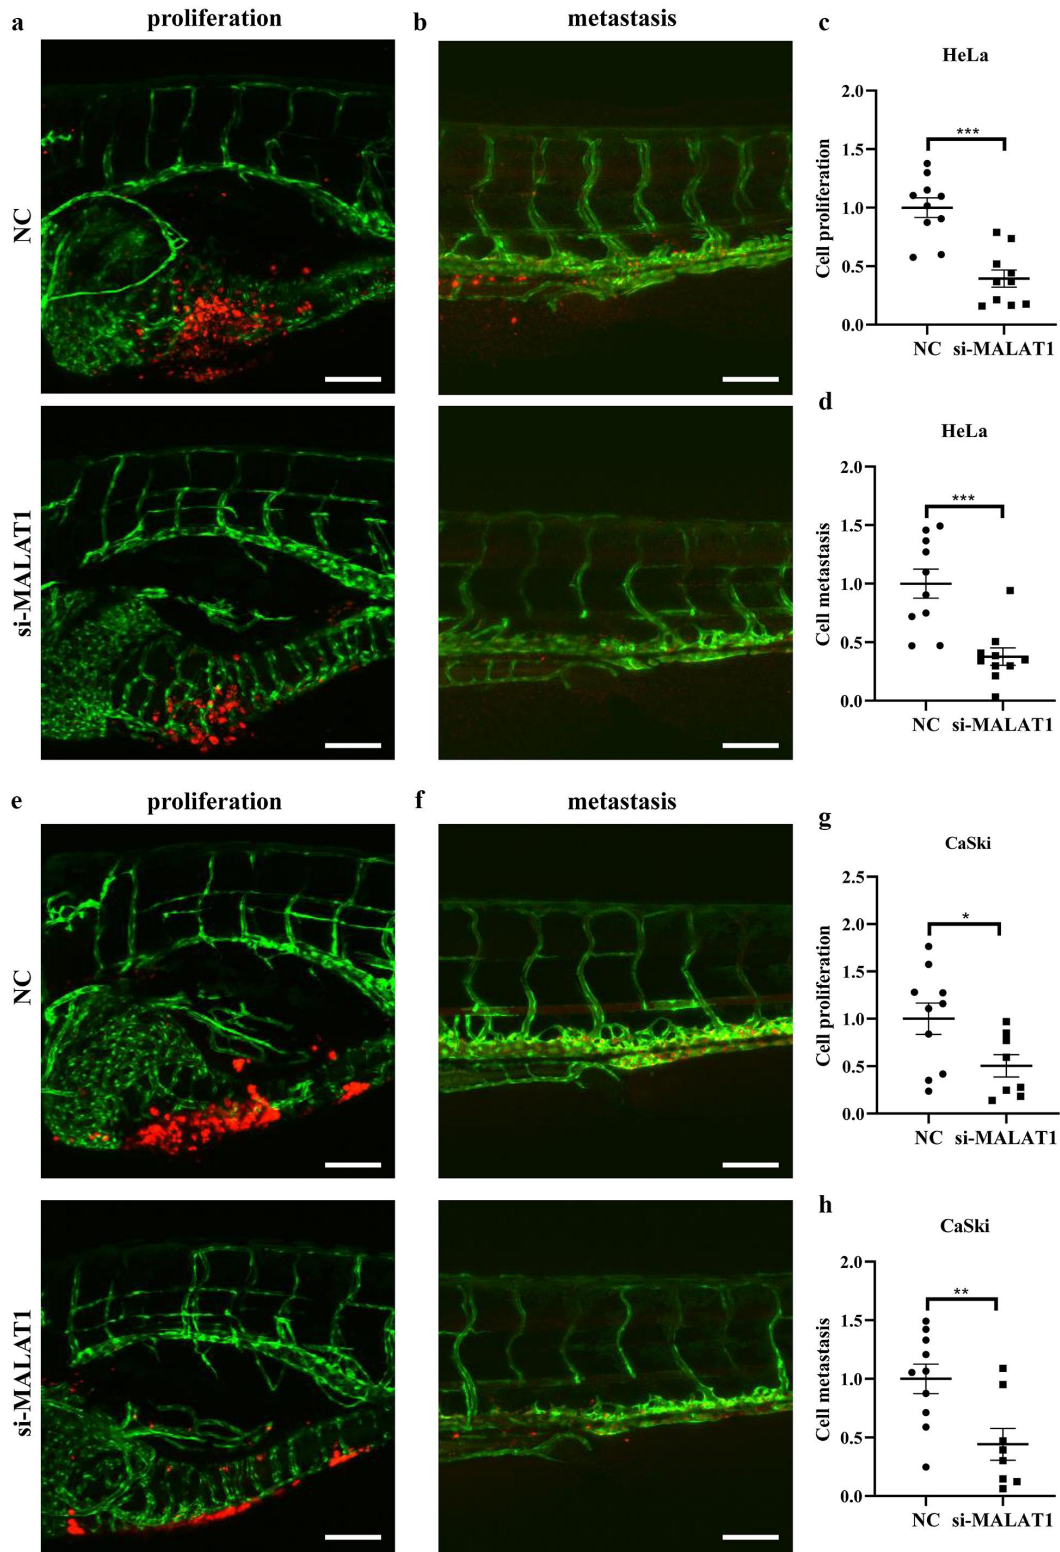 a proliferation
b metastasis
NC
si-MALAT1
c
HeLa
Cell proliferation
2.0
1.5
1.0
0.5
0.0
***
NC si-MALAT1
d
HeLa
Cell metastasis
2.0
1.5
1.0
0.5
0.0
***
NC si-MALAT1
e proliferation
f metastasis
NC
si-MALAT1
g
CaSki
Cell proliferation
2.5
2.0
1.5
1.0
0.5
0.0
*
NC si-MALAT1
h
CaSki
Cell metastasis
2.0
1.5
1.0
0.5
0.0
**
NC si-MALAT1